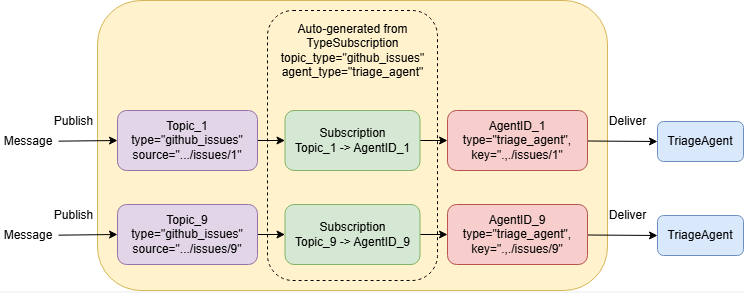 Auto-generated from
TypeSubscription
topic_type="github_issues"
agent_type="triage_agent"
Publish
Message
Topic_1
type="github_issues"
source=".../issues/1"
Subscription
Topic_1 -> AgentID_1
AgentID_1
type="triage_agent",
key=".,./issues/1"
Deliver
TriageAgent
Publish
Message
Topic_9
type="github_issues"
source=".../issues/9"
Subscription
Topic_9 -> AgentID_9
AgentID_9
type="triage_agent",
key=".,./issues/9"
Deliver
TriageAgent